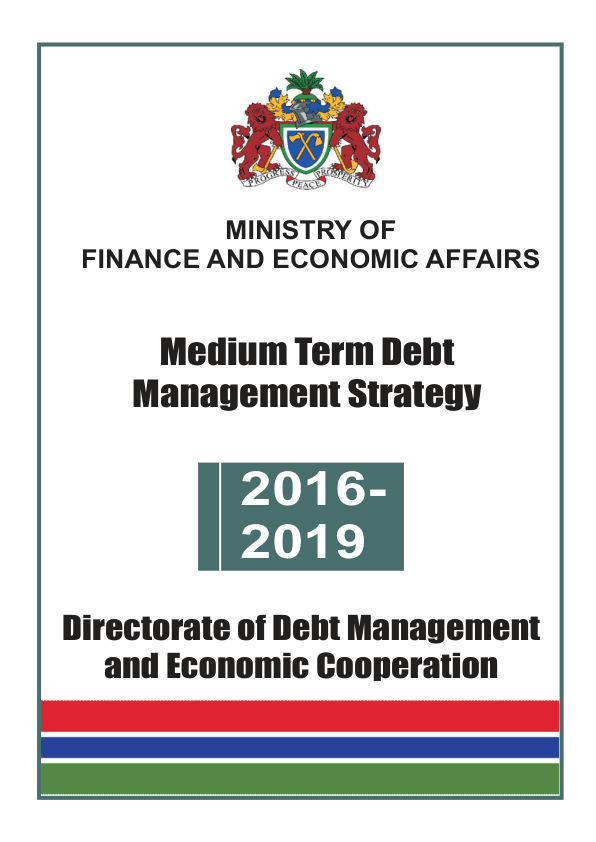 PROGRESS PEACE PROSPERITY
MINISTRY OF
FINANCE AND ECONOMIC AFFAIRS
Medium Term Debt
Management Strategy
2016-
2019
Directorate of Debt Management
and Economic Cooperation